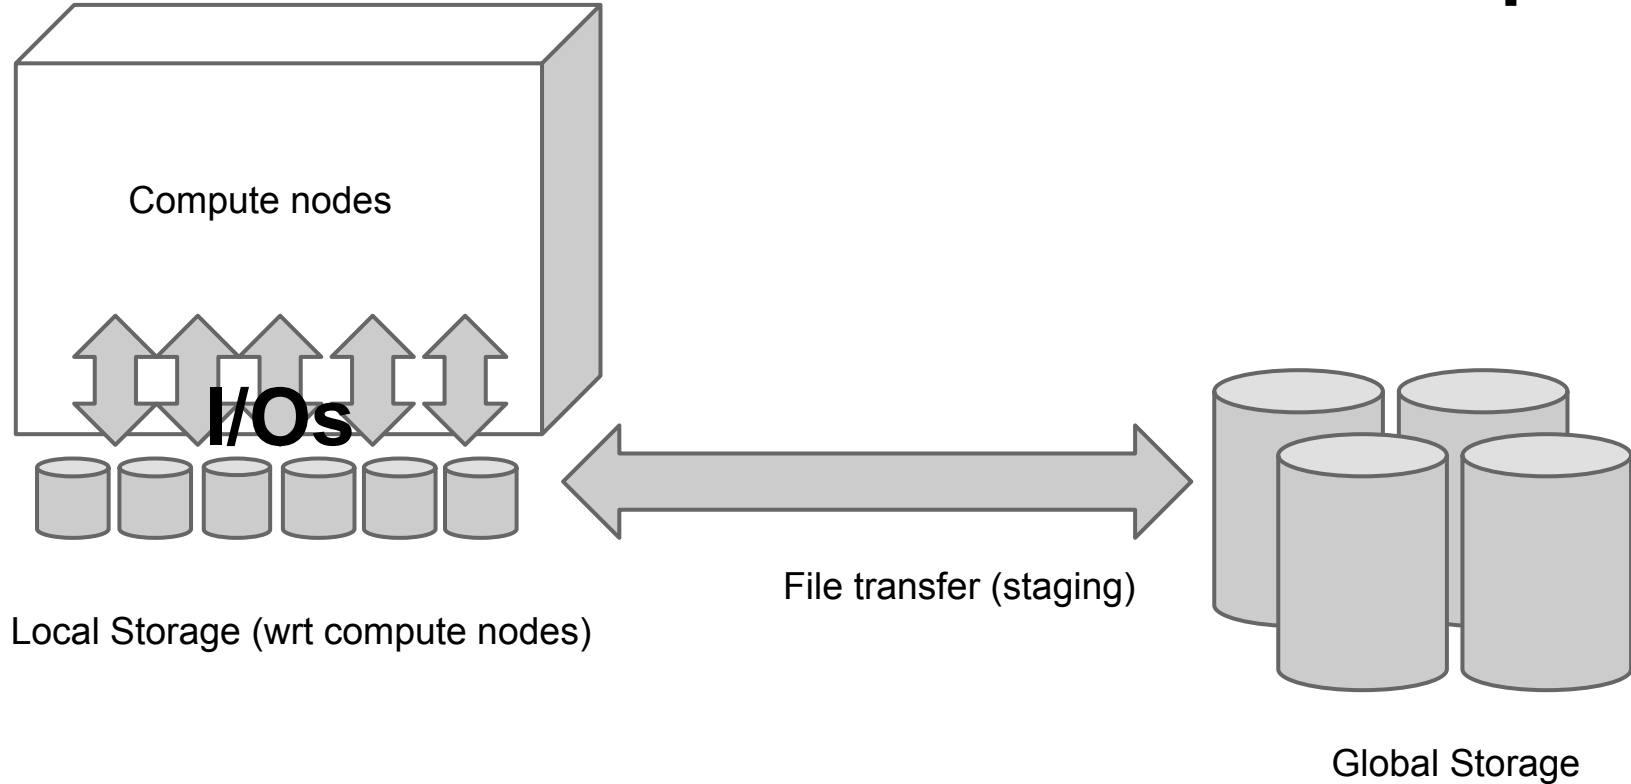 Compute nodes
I/Os
File transfer (staging)
Local Storage (wrt compute nodes)
Global Storage